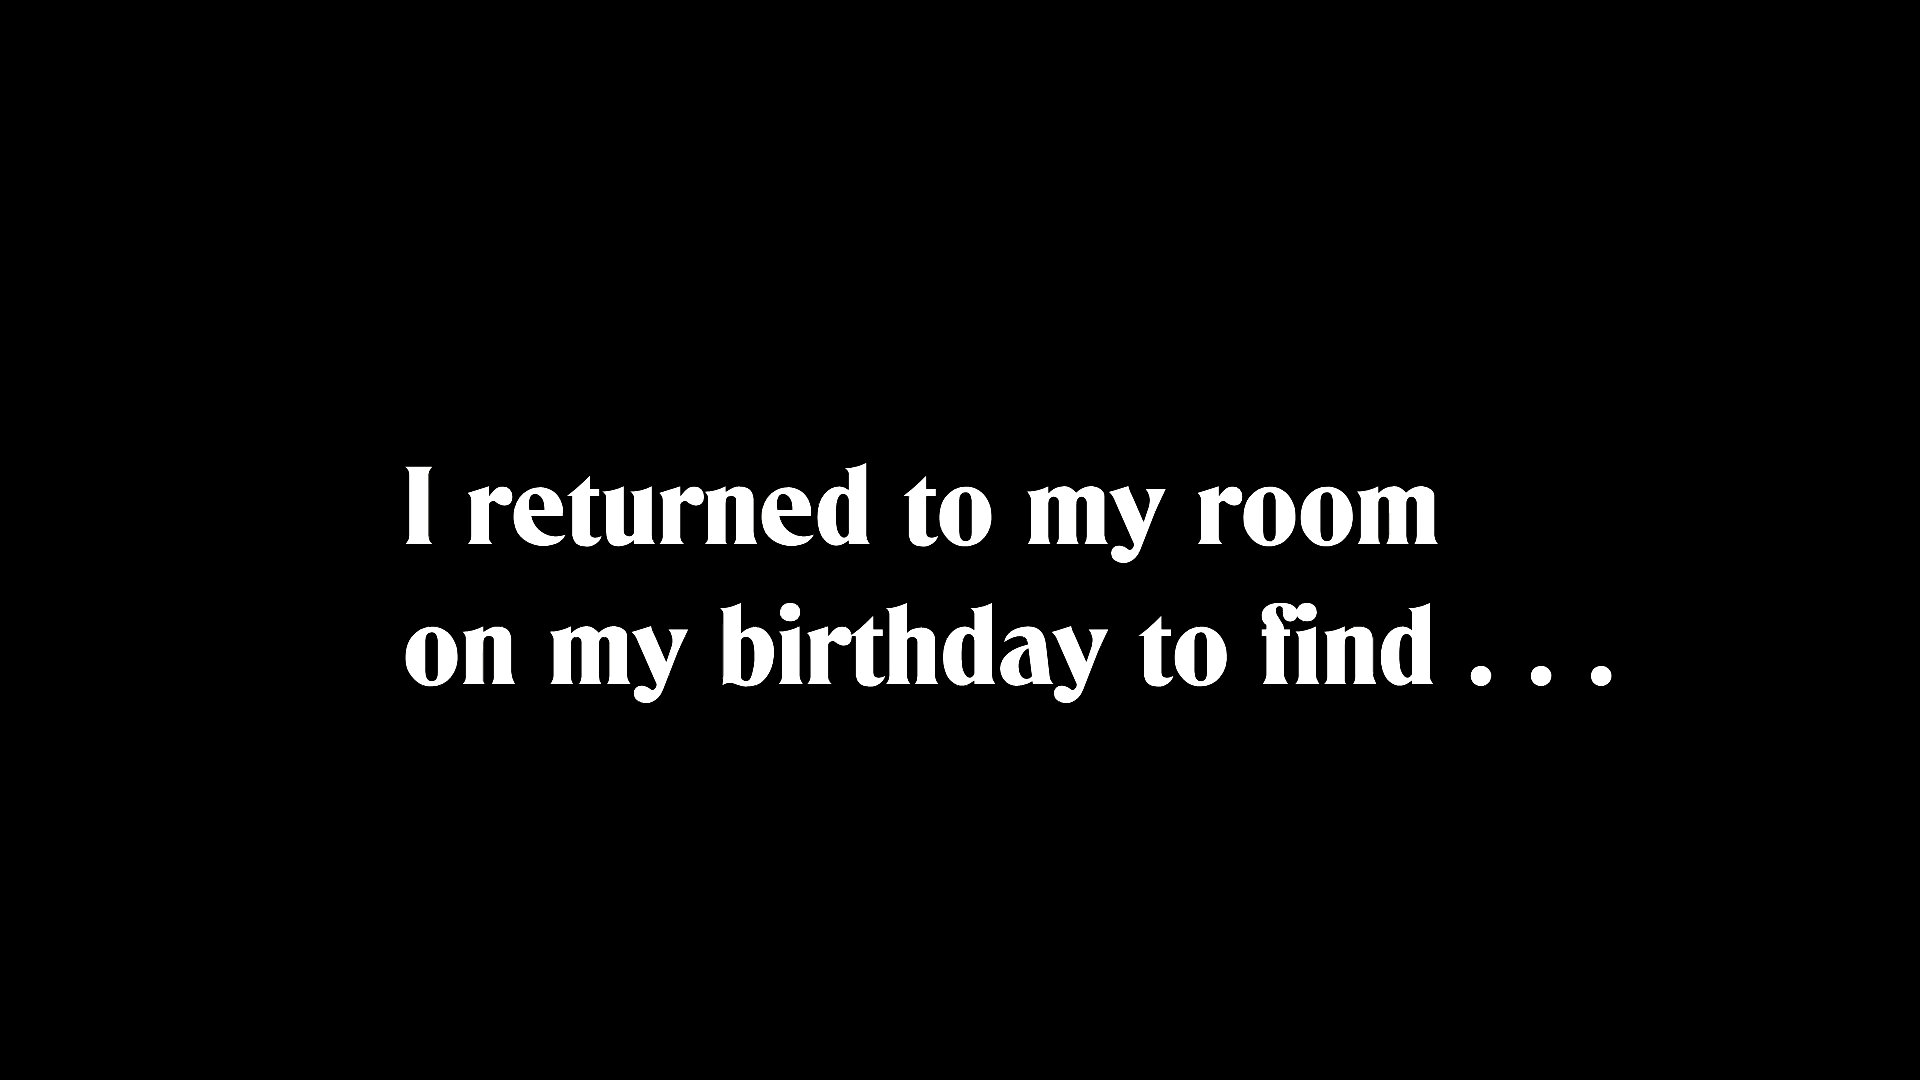 I returned to my room
on my birthday to find . . .